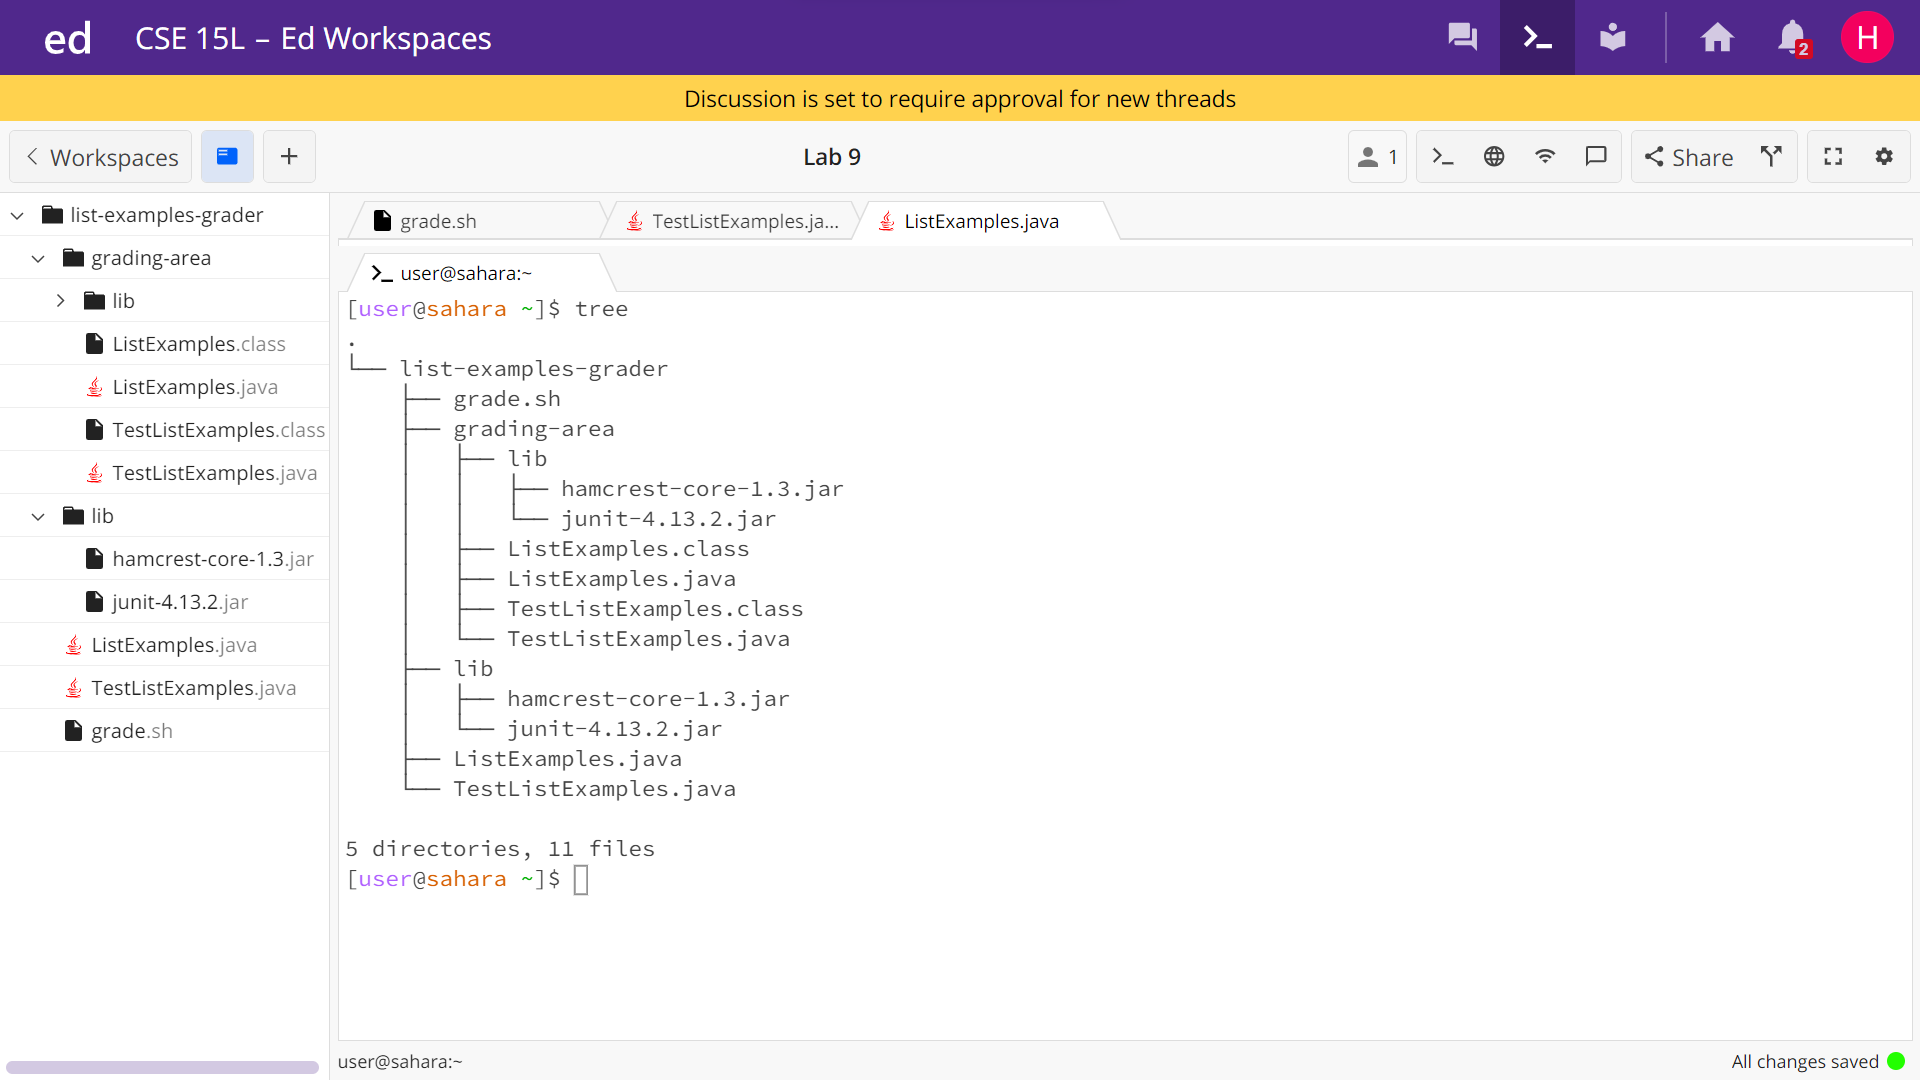 ed CSE 15L – Ed Workspaces 2 H
Discussion is set to require approval for new threads
Workspaces Lab 9 1 Share
list-examples-grader
grading-area
lib
ListExamples.class
ListExamples.java
TestListExamples.class
TestListExamples.java
lib
hamcrest-core-1.3.jar
junit-4.13.2.jar
ListExamples.java
TestListExamples.java
grade.sh
grade.sh TestListExamples.ja... ListExamples.java
user@sahara:~
[user@sahara ~]$ tree
.
└── list-examples-grader
    ├── grade.sh
    ├── grading-area
    │   ├── lib
    │   │   ├── hamcrest-core-1.3.jar
    │   │   └── junit-4.13.2.jar
    │   ├── ListExamples.class
    │   ├── ListExamples.java
    │   ├── TestListExamples.class
    │   └── TestListExamples.java
    ├── lib
    │   ├── hamcrest-core-1.3.jar
    │   └── junit-4.13.2.jar
    ├── ListExamples.java
    └── TestListExamples.java
5 directories, 11 files
[user@sahara ~]$
user@sahara:~ All changes saved